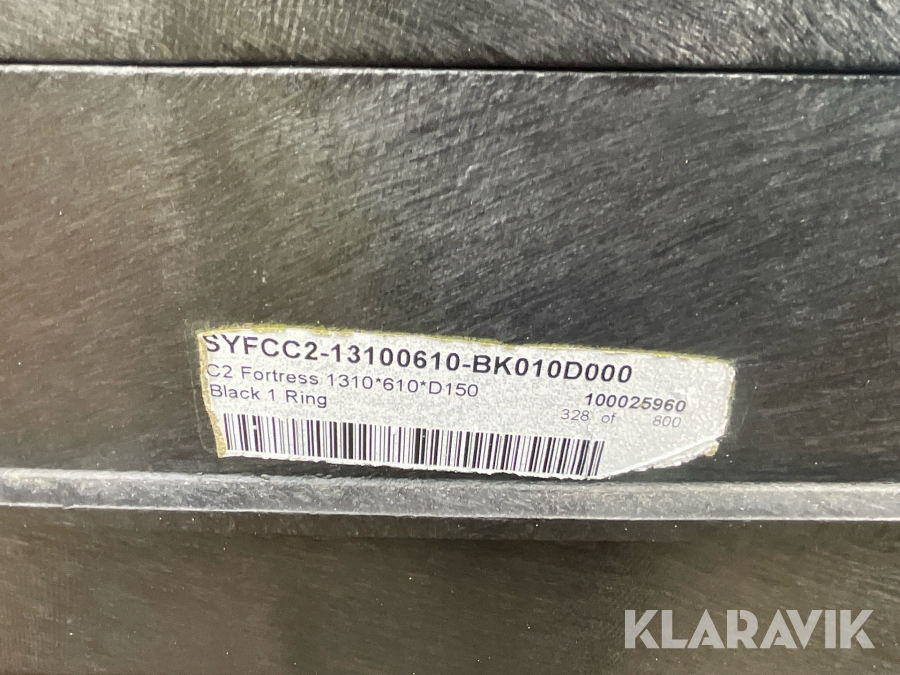 SYFCC2-13100610-BK010D000
C2 Fortress 1310*610*D150
100025960
Black 1 Ring
328 of 800
KLARAVIK